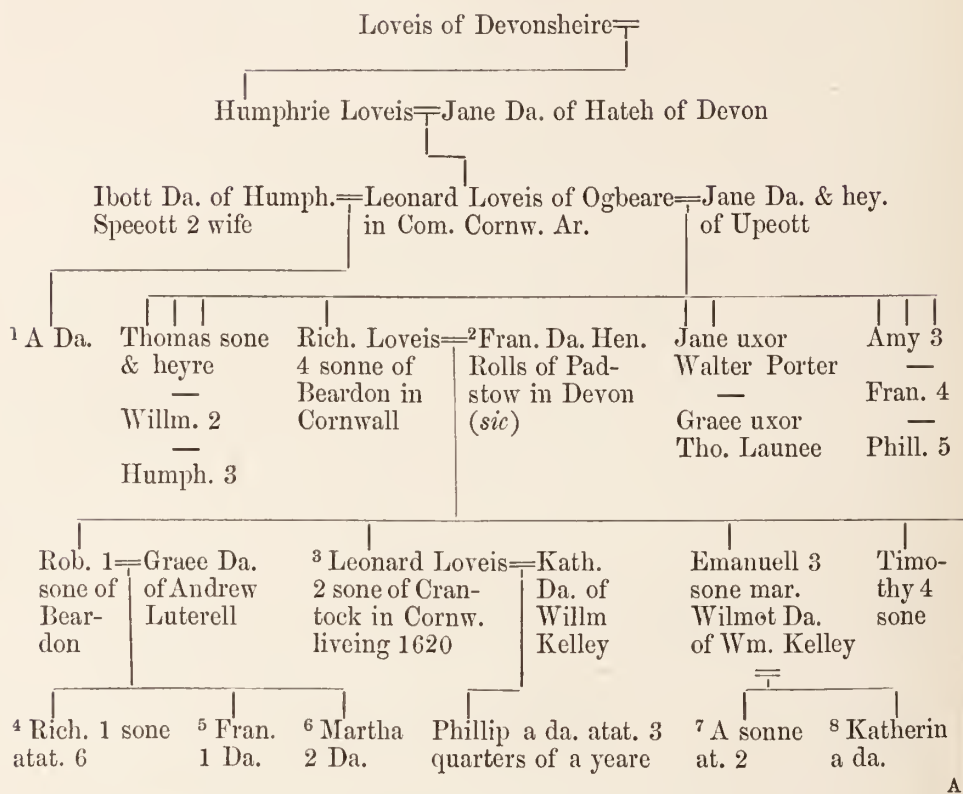 Loveis of Devonsheire
Humphrie Loveis Jane Da. of Hateh of Devon
Ibott Da. of Humph.
Speeott 2 wife
Leonard Loveis of Ogbeare
in Com. Cornw. Ar.
Jane Da. & hey.
of Upeott
1 A Da.
Thomas sone
& heyre
—
Willm. 2
—
Humph. 3
Rich. Loveis
4 sonne of
Beardon in
Cornwall
2 Fran. Da. Hen.
Rolls of Pad-
stow in Devon
(sic)
Jane uxor
Walter Porter
—
Graee uxor
Tho. Launee
Amy 3
—
Fran. 4
—
Phill. 5
Rob. 1
sone of
Bear-
don
Graee Da.
of Andrew
Luterell
3 Leonard Loveis
2 sone of Cran-
tock in Cornw.
liveing 1620
Kath.
Da. of
Willm
Kelley
Emanuell 3
sone mar.
Wilmot Da.
of Wm. Kelley
Timo-
thy 4
sone
4 Rich. 1 sone
atat. 6
5 Fran.
1 Da.
6 Martha
2 Da.
Phillip a da. atat. 3
quarters of a yeare
7 A sonne
at. 2
8 Katherin
a da.
A